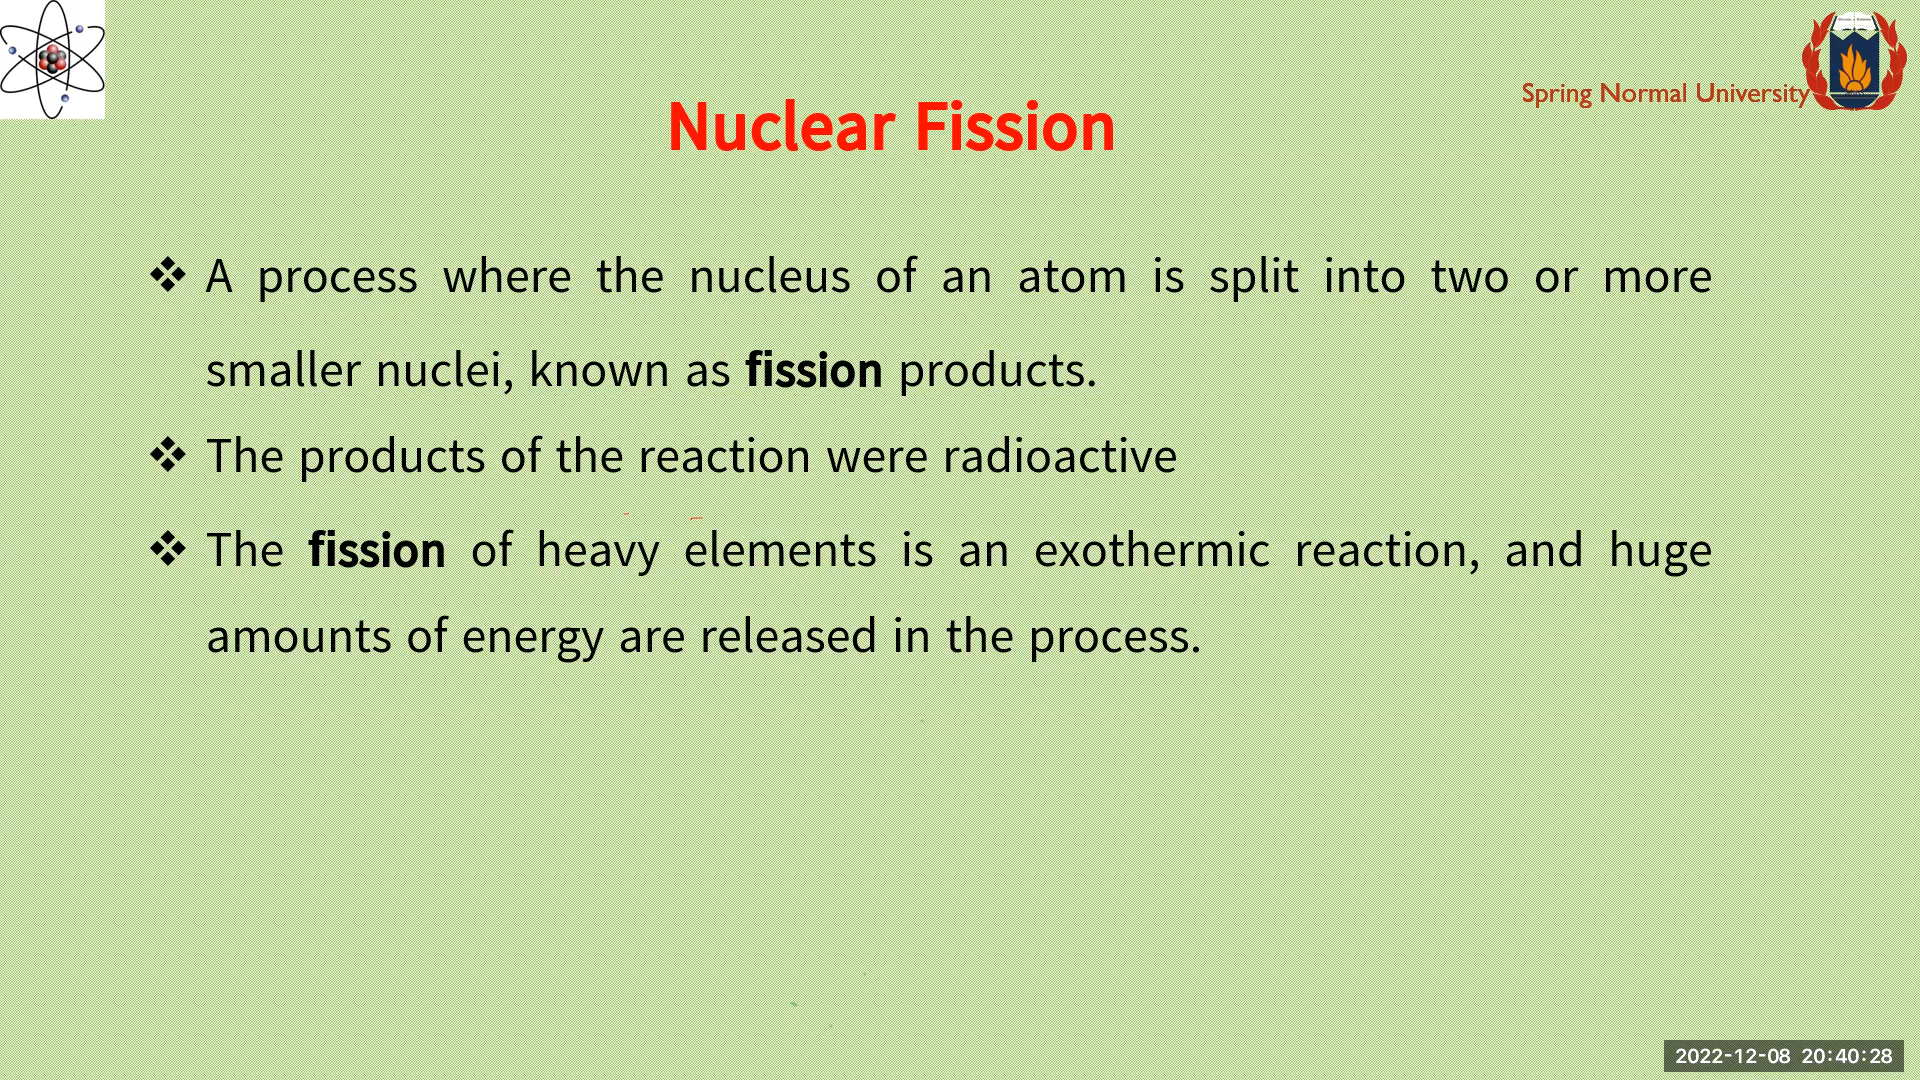 Spring Normal University
Nuclear Fission
❖ A process where the nucleus of an atom is split into two or more
smaller nuclei, known as fission products.
❖ The products of the reaction were radioactive
❖ The fission of heavy elements is an exothermic reaction, and huge
amounts of energy are released in the process.
2022-12-08 20:40:28